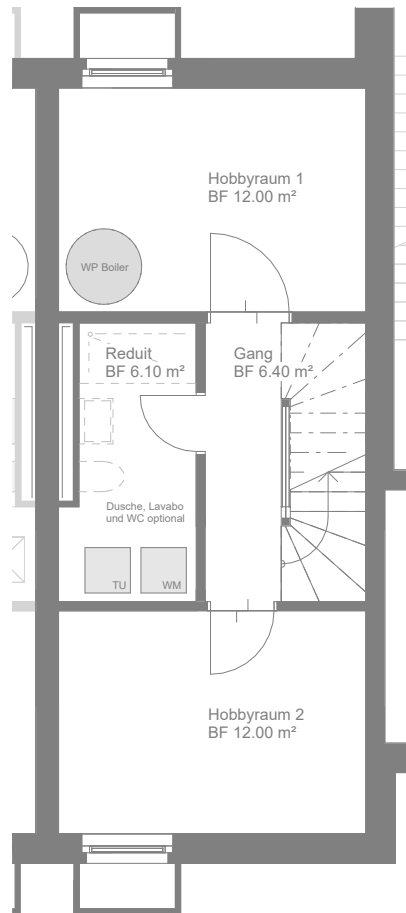 Hobbyraum 1
BF 12.00 m²
WP Boiler
Reduit
BF 6.10 m²
Gang
BF 6.40 m²
Dusche, Lavabo
und WC optional
TU
WM
Hobbyraum 2
BF 12.00 m²